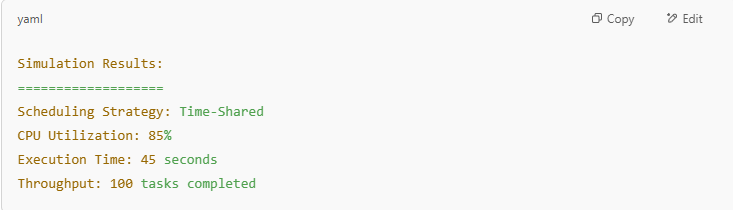 yaml
Copy
Edit
Simulation Results:
===================
Scheduling Strategy: Time-Shared
CPU Utilization: 85%
Execution Time: 45 seconds
Throughput: 100 tasks completed